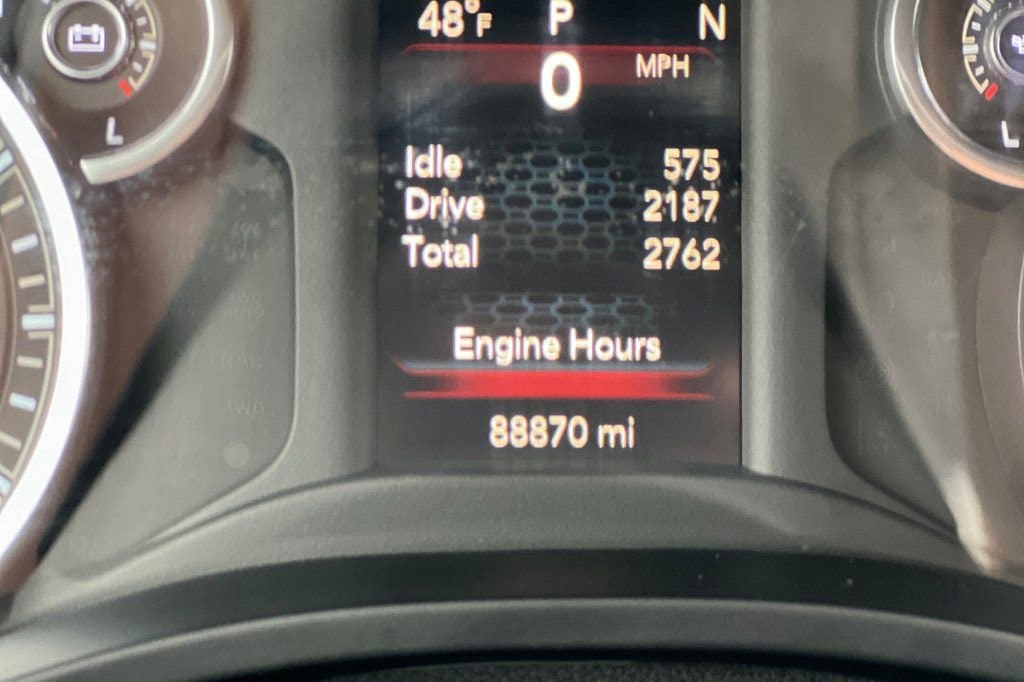 48°F P N
0 MPH
Idle 575
Drive 2187
Total 2762
Engine Hours
88870 mi
L
L